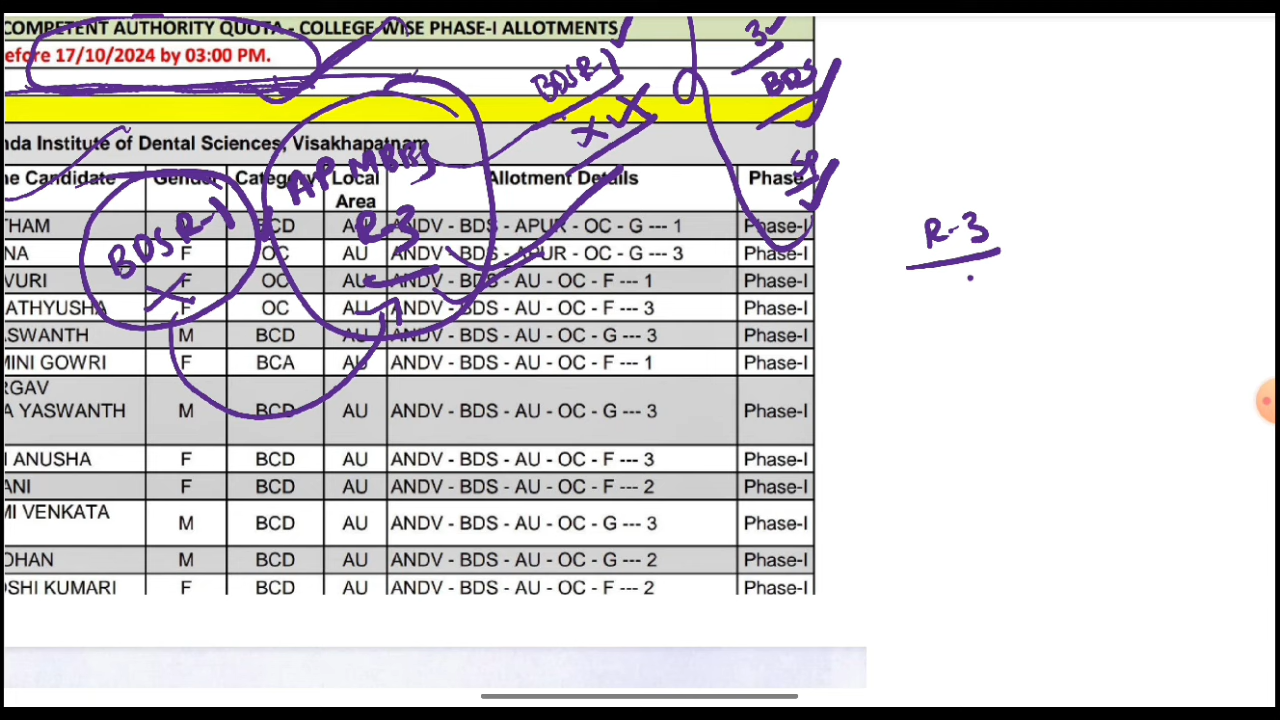 COMPETENT AUTHORITY QUOTA - COLLEGE WISE PHASE-I ALLOTMENTS
efore 17/10/2024 by 03:00 PM.
BDS R-1
3
BDS
nda Institute of Dental Sciences, Visakhapatnam
ne Candidate Gender Category Local Area Allotment Details Phase
AP MBBS
R-3
BDS R-1
R-3
THAM BCD AU ANDV - BDS - APUR - OC - G --- 1 Phase-I
NA F OC AU ANDV - BDS - APUR - OC - G --- 3 Phase-I
VURI F OC AU ANDV - BDS - AU - OC - F --- 1 Phase-I
ATHYUSHA F OC AU ANDV - BDS - AU - OC - F --- 3 Phase-I
ASWANTH M BCD AU ANDV - BDS - AU - OC - G --- 3 Phase-I
MINI GOWRI F BCA AU ANDV - BDS - AU - OC - F --- 1 Phase-I
RGAV
A YASWANTH M BCD AU ANDV - BDS - AU - OC - G --- 3 Phase-I
I ANUSHA F BCD AU ANDV - BDS - AU - OC - F --- 3 Phase-I
ANI F BCD AU ANDV - BDS - AU - OC - F --- 2 Phase-I
MI VENKATA M BCD AU ANDV - BDS - AU - OC - G --- 3 Phase-I
OHAN M BCD AU ANDV - BDS - AU - OC - G --- 2 Phase-I
OSHI KUMARI F BCD AU ANDV - BDS - AU - OC - F --- 2 Phase-I